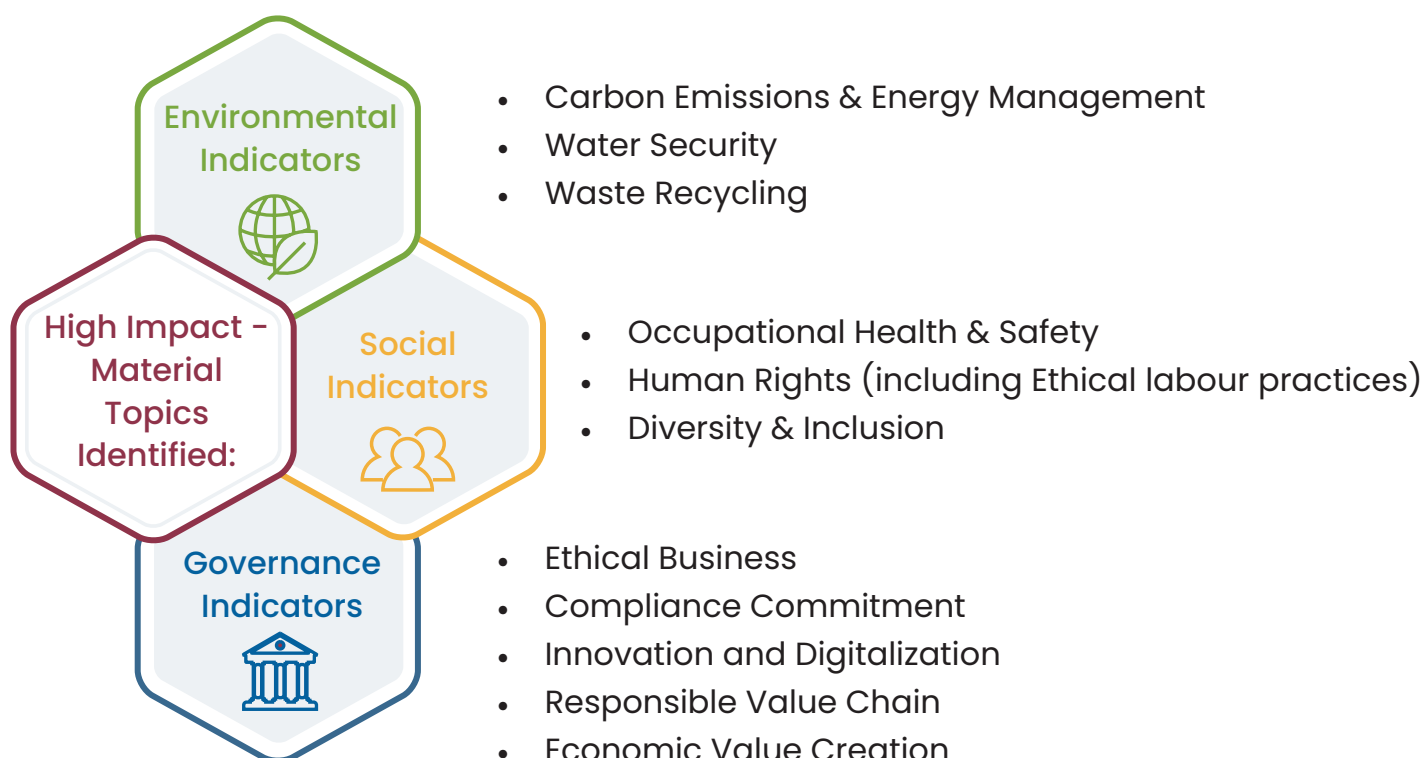 Environmental
Indicators
• Carbon Emissions & Energy Management
• Water Security
• Waste Recycling
High Impact -
Material
Topics
Identified:
Social
Indicators
• Occupational Health & Safety
• Human Rights (including Ethical labour practices)
• Diversity & Inclusion
Governance
Indicators
• Ethical Business
• Compliance Commitment
• Innovation and Digitalization
• Responsible Value Chain
• Economic Value Creation